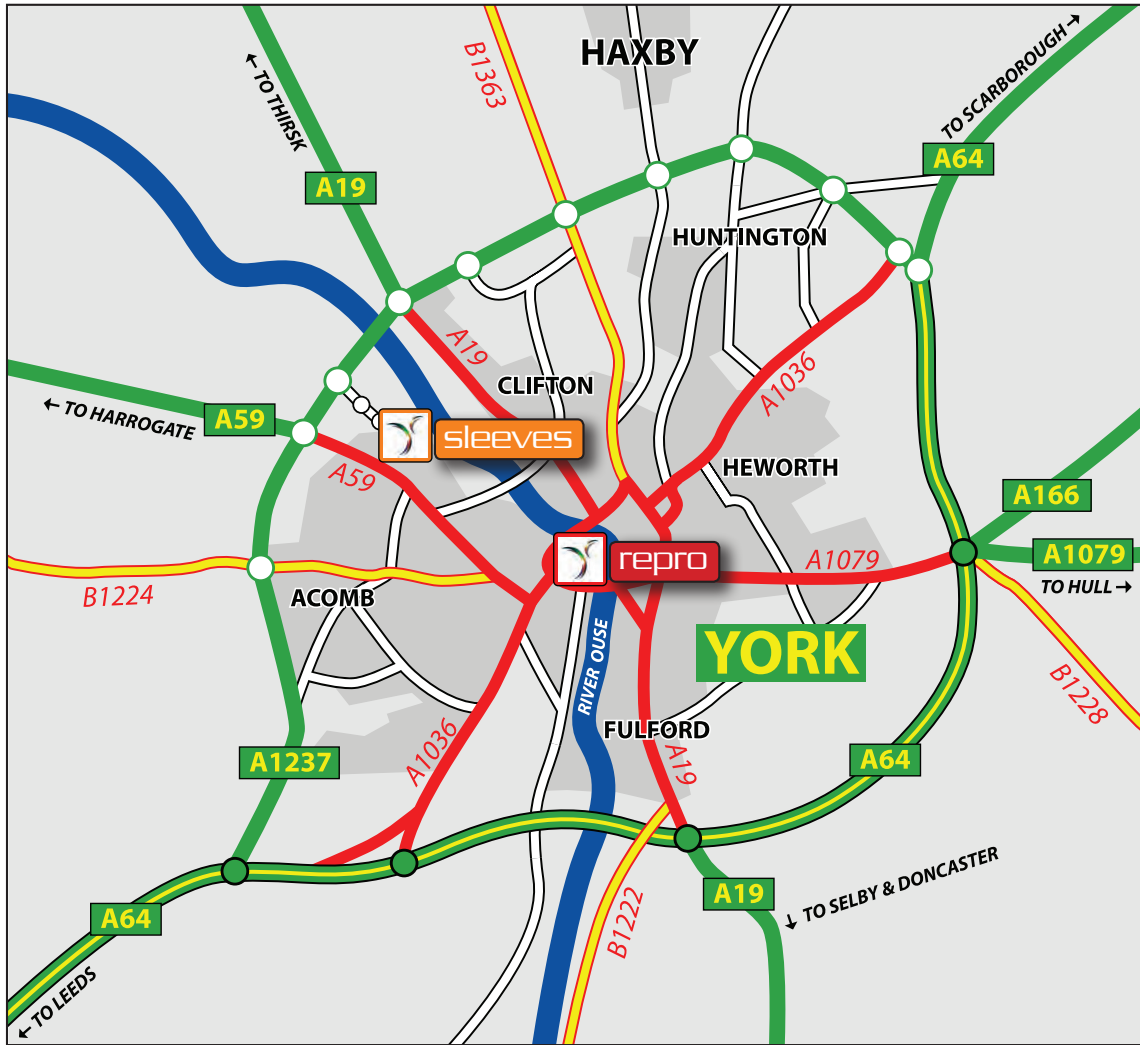 HAXBY
B1363
← TO THIRSK
TO SCARBOROUGH →
A64
A19
HUNTINGTON
A19
A1036
CLIFTON
← TO HARROGATE
A59
sleeves
A59
HEWORTH
A166
repro
A1079
A1079
TO HULL →
B1224
ACOMB
YORK
RIVER OUSE
B1228
FULFORD
A1036
A19
A1237
A64
A19
← TO SELBY & DONCASTER
B1222
A64
← TO LEEDS